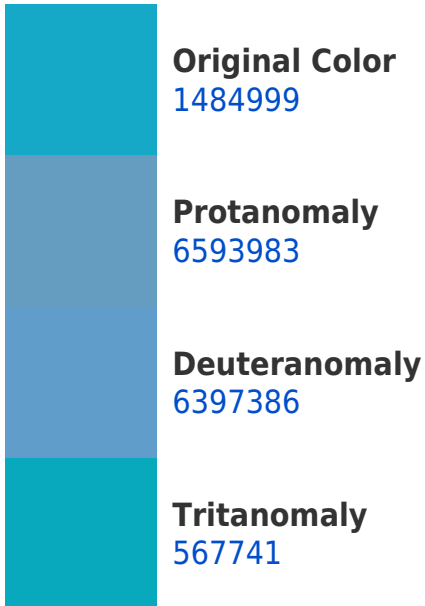 Original Color
1484999
Protanomaly
6593983
Deuteranomaly
6397386
Tritanomaly
567741